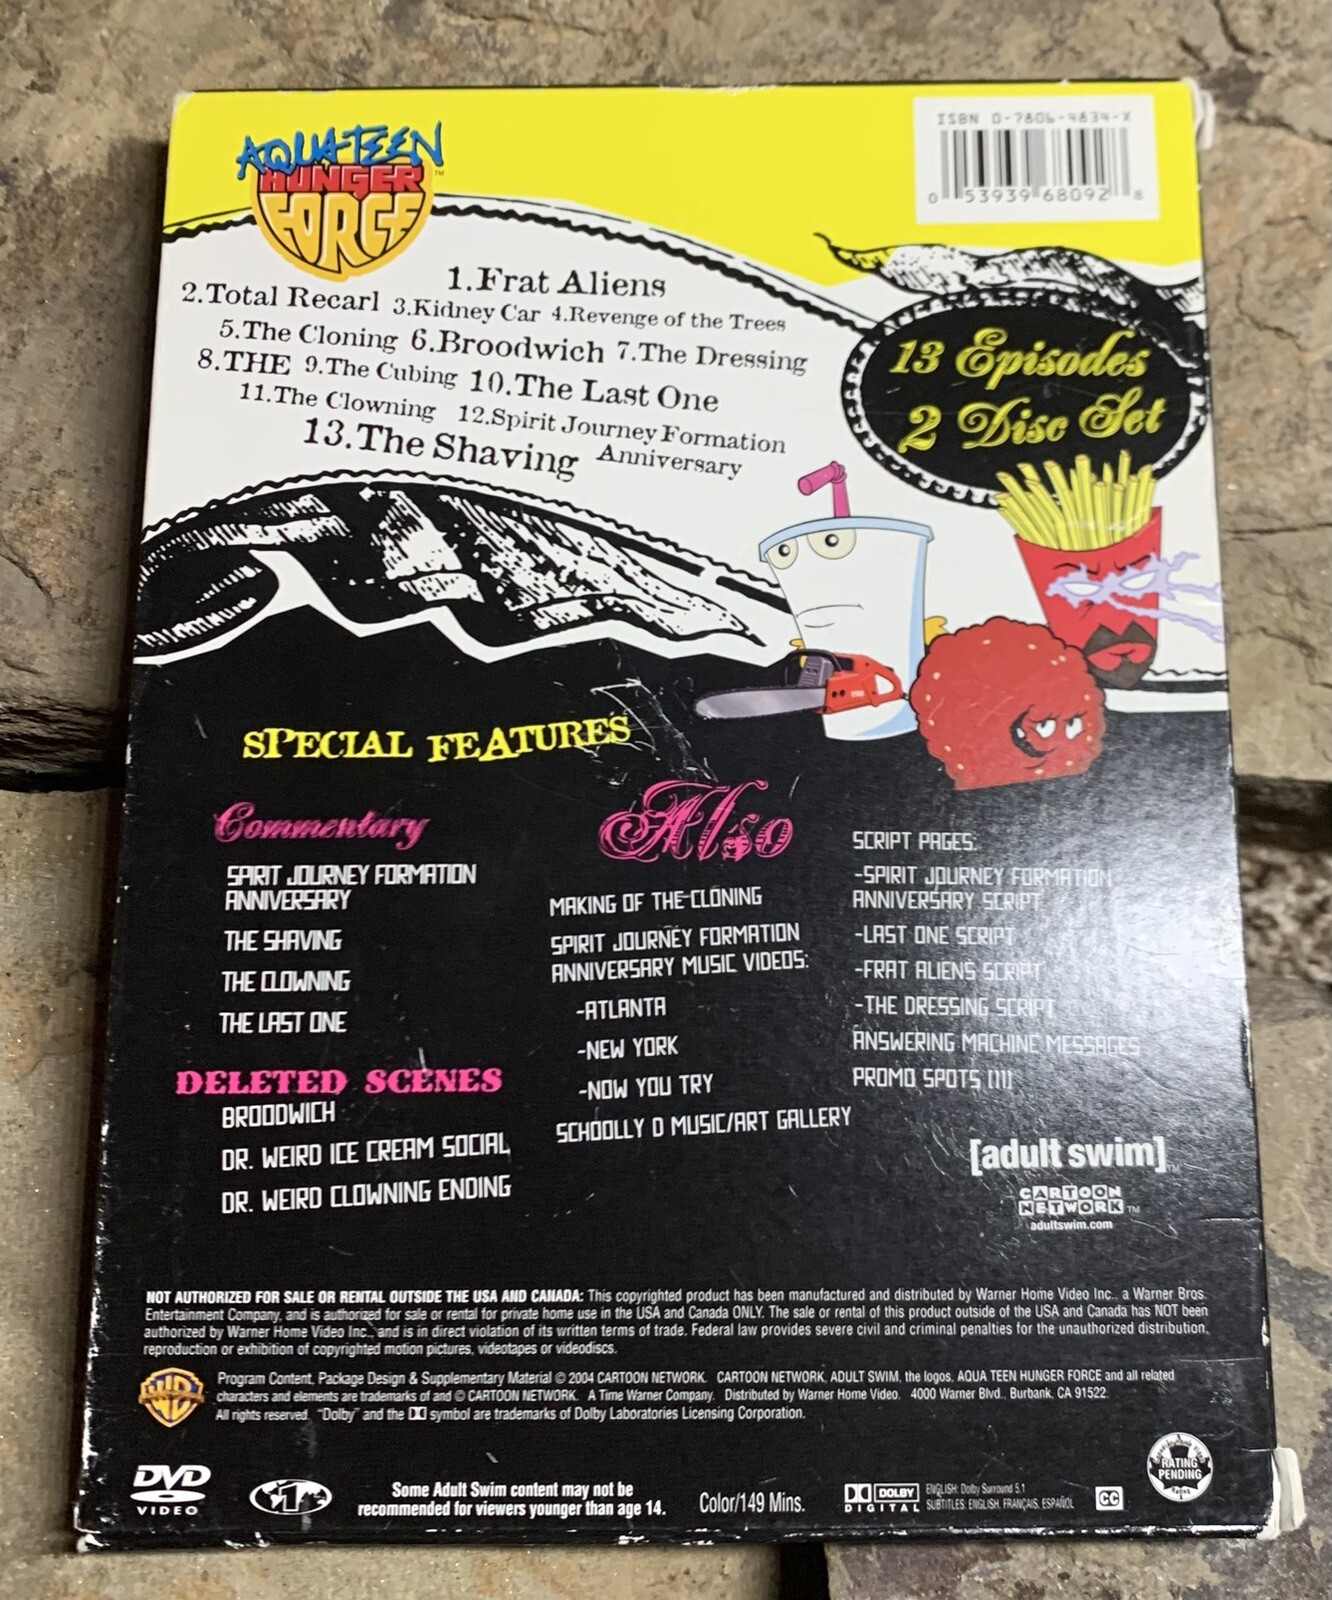 AQUA-TEEN
HUNGER
FORCE™
ISBN 0-7806-4834-X
0 53939 68092 8
1.Frat Aliens
2.Total Recarl 3.Kidney Car 4.Revenge of the Trees
5.The Cloning 6.Broodwich 7.The Dressing
8.THE 9.The Cubing 10.The Last One
11.The Clowning 12.Spirit Journey Formation
13.The Shaving Anniversary
13 Episodes
2 Disc Set
SPECIAL FEATURES
Commentary
SPIRIT JOURNEY FORMATION
ANNIVERSARY
THE SHAVING
THE CLOWNING
THE LAST ONE
DELETED SCENES
BROODWICH
DR. WEIRD ICE CREAM SOCIAL
DR. WEIRD CLOWNING ENDING
Also
MAKING OF THE CLONING
SPIRIT JOURNEY FORMATION
ANNIVERSARY MUSIC VIDEOS:
-ATLANTA
-NEW YORK
-NOW YOU TRY
SCHOOLLY D MUSIC/ART GALLERY
SCRIPT PAGES:
-SPIRIT JOURNEY FORMATION
ANNIVERSARY SCRIPT
-LAST ONE SCRIPT
-FRAT ALIENS SCRIPT
-THE DRESSING SCRIPT
ANSWERING MACHINE MESSAGES
PROMO SPOTS (11)
[adult swim]™
CARTOON
NETWORK™
adultswim.com
NOT AUTHORIZED FOR SALE OR RENTAL OUTSIDE THE USA AND CANADA: This copyrighted product has been manufactured and distributed by Warner Home Video Inc., a Warner Bros.
Entertainment Company, and is authorized for sale or rental for private home use in the USA and Canada ONLY. The sale or rental of this product outside of the USA and Canada has NOT been
authorized by Warner Home Video Inc., and is in direct violation of its written terms of trade. Federal law provides severe civil and criminal penalties for the unauthorized distribution,
reproduction or exhibition of copyrighted motion pictures, videotapes or videodiscs.
WB
Program Content, Package Design & Supplementary Material © 2004 CARTOON NETWORK. CARTOON NETWORK, ADULT SWIM, the logos, AQUA TEEN HUNGER FORCE and all related
characters and elements are trademarks of and © CARTOON NETWORK. A Time Warner Company. Distributed by Warner Home Video. 4000 Warner Blvd., Burbank, CA 91522.
All rights reserved. "Dolby" and the DD symbol are trademarks of Dolby Laboratories Licensing Corporation.
DVD
VIDEO
1
Some Adult Swim content may not be
recommended for viewers younger than age 14.
Color/149 Mins.
DOLBY
DIGITAL
ENGLISH: Dolby Surround 5.1
SUBTITLES: ENGLISH, FRANÇAIS, ESPAÑOL
CC
RATING
PENDING